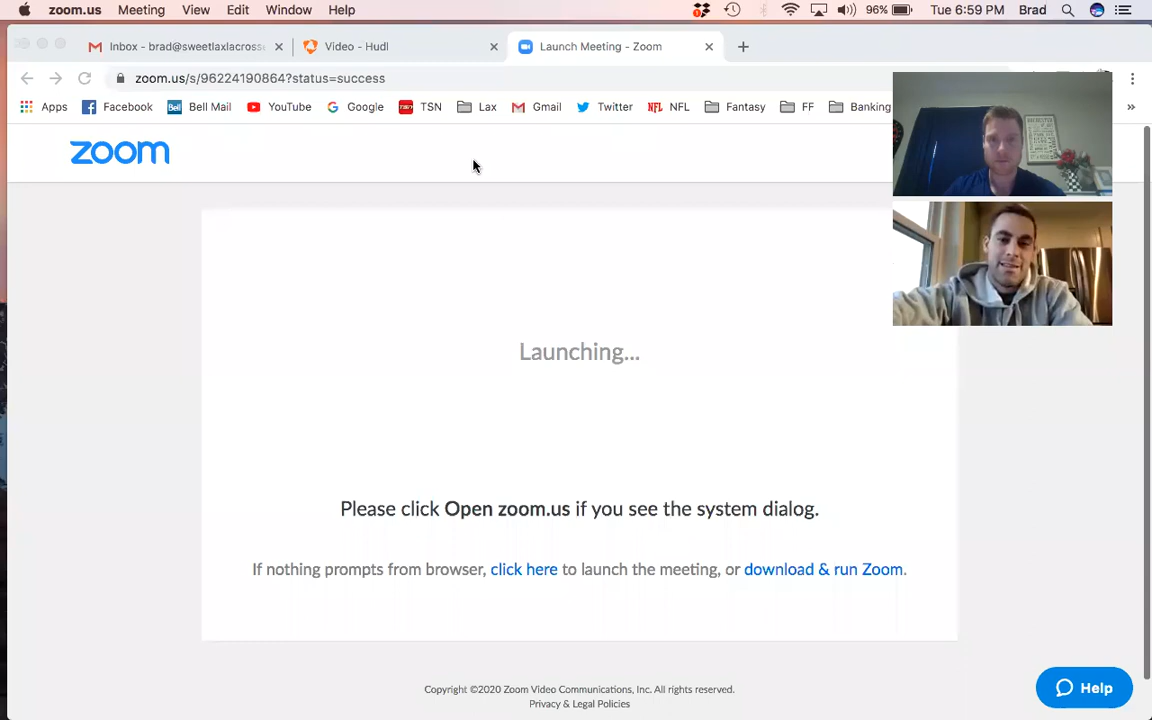 zoom.us Meeting View Edit Window Help 96% Tue 6:59 PM Brad
Inbox - brad@sweetlaxlacrosse Video - Hudl Launch Meeting - Zoom
zoom.us/s/96224190864?status=success
Apps Facebook Bell Bell Mail YouTube Google TSN Lax Gmail Twitter NFL Fantasy FF Banking »
zoom
Launching...
Please click Open zoom.us if you see the system dialog.
If nothing prompts from browser, click here to launch the meeting, or download & run Zoom.
Copyright ©2020 Zoom Video Communications, Inc. All rights reserved.
Privacy & Legal Policies
Help